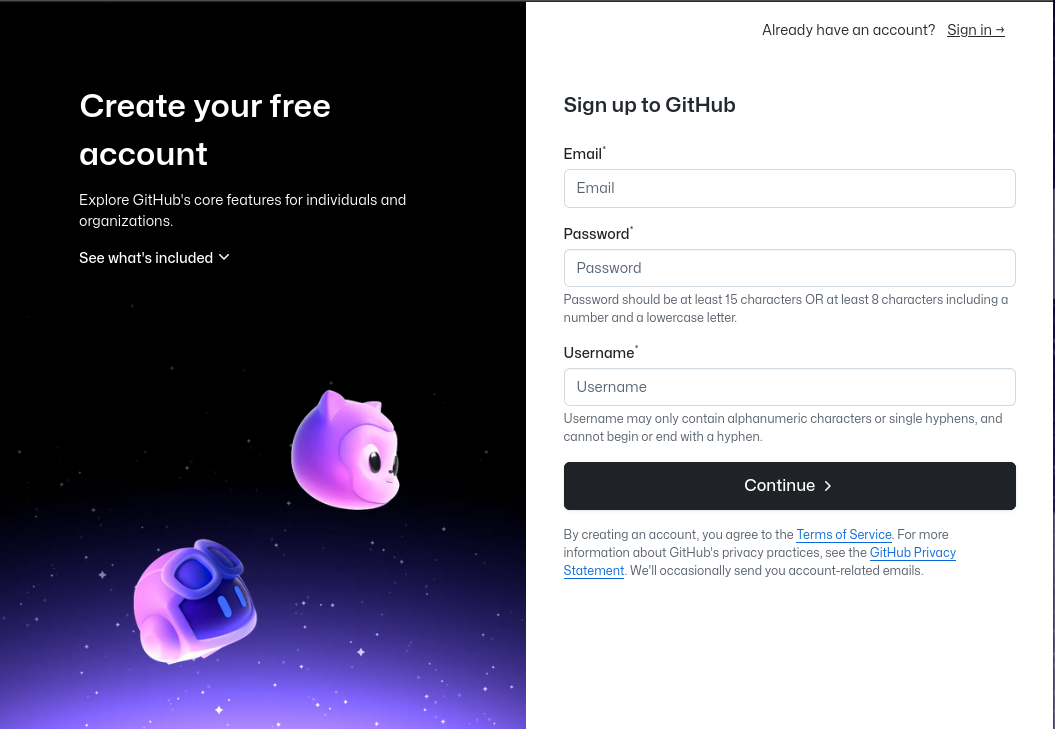 Create your free
account
Explore GitHub's core features for individuals and
organizations.
See what's included
Already have an account? Sign in →
Sign up to GitHub
Email*
Email
Password*
Password
Password should be at least 15 characters OR at least 8 characters including a
number and a lowercase letter.
Username*
Username
Username may only contain alphanumeric characters or single hyphens, and
cannot begin or end with a hyphen.
Continue
By creating an account, you agree to the Terms of Service. For more
information about GitHub's privacy practices, see the GitHub Privacy
Statement. We'll occasionally send you account-related emails.